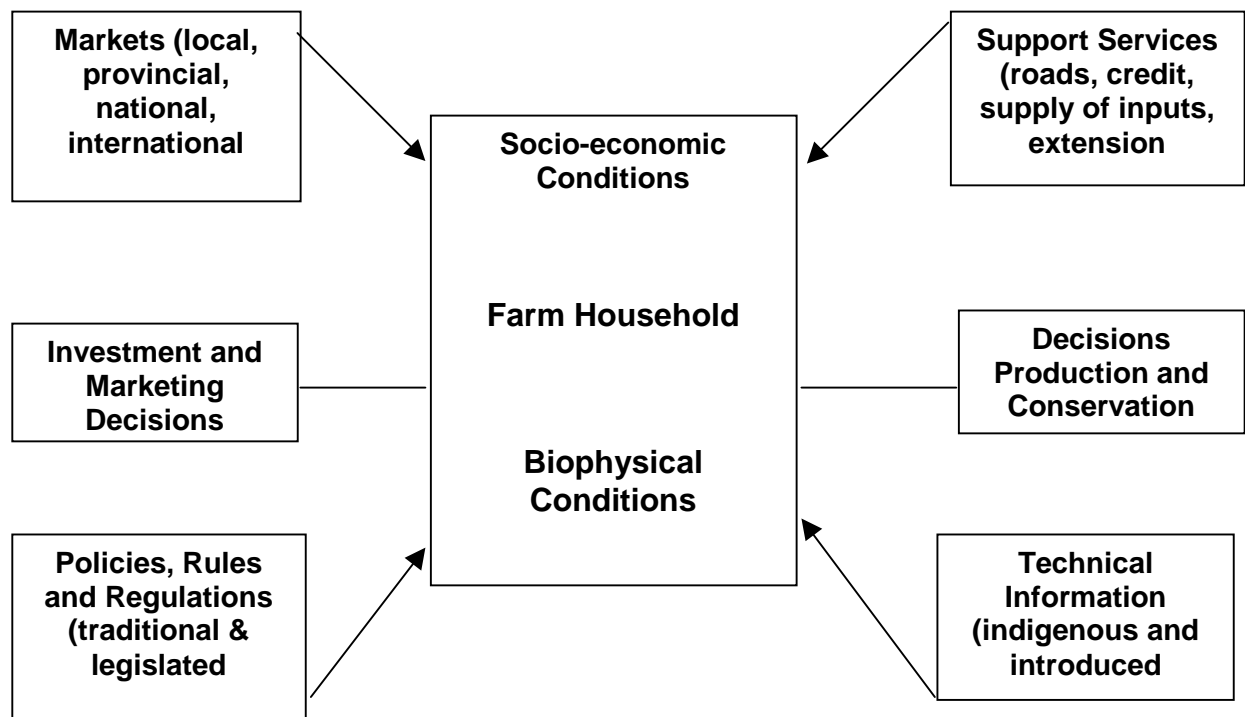 Markets (local,
provincial,
national,
international
Support Services
(roads, credit,
supply of inputs,
extension
Socio-economic
Conditions
Farm Household
Biophysical
Conditions
Investment and
Marketing
Decisions
Decisions
Production and
Conservation
Policies, Rules
and Regulations
(traditional &
legislated
Technical
Information
(indigenous and
introduced